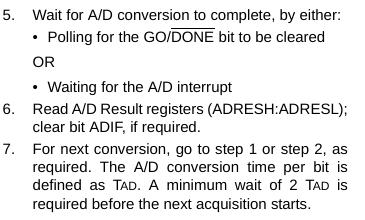 5. Wait for A/D conversion to complete, by either:
• Polling for the GO/D̅O̅N̅E̅ bit to be cleared
OR
• Waiting for the A/D interrupt
6. Read A/D Result registers (ADRESH:ADRESL);
clear bit ADIF, if required.
7. For next conversion, go to step 1 or step 2, as
required. The A/D conversion time per bit is
defined as TAD. A minimum wait of 2 TAD is
required before the next acquisition starts.